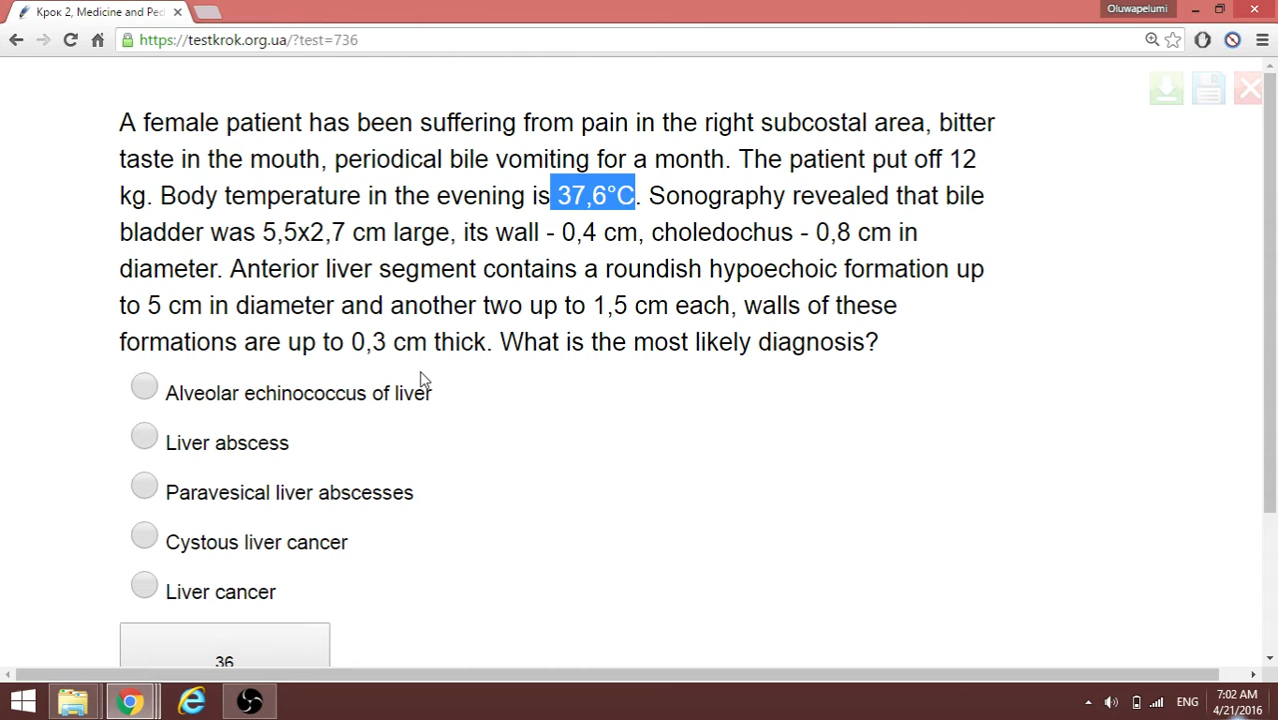 Крок 2, Medicine and Pedi
Oluwapelumi
https://testkrok.org.ua/?test=736
A female patient has been suffering from pain in the right subcostal area, bitter
taste in the mouth, periodical bile vomiting for a month. The patient put off 12
kg. Body temperature in the evening is 37,6°C. Sonography revealed that bile
bladder was 5,5x2,7 cm large, its wall - 0,4 cm, choledochus - 0,8 cm in
diameter. Anterior liver segment contains a roundish hypoechoic formation up
to 5 cm in diameter and another two up to 1,5 cm each, walls of these
formations are up to 0,3 cm thick. What is the most likely diagnosis?
Alveolar echinococcus of liver
Liver abscess
Paravesical liver abscesses
Cystous liver cancer
Liver cancer
36
ENG
7:02 AM
4/21/2016